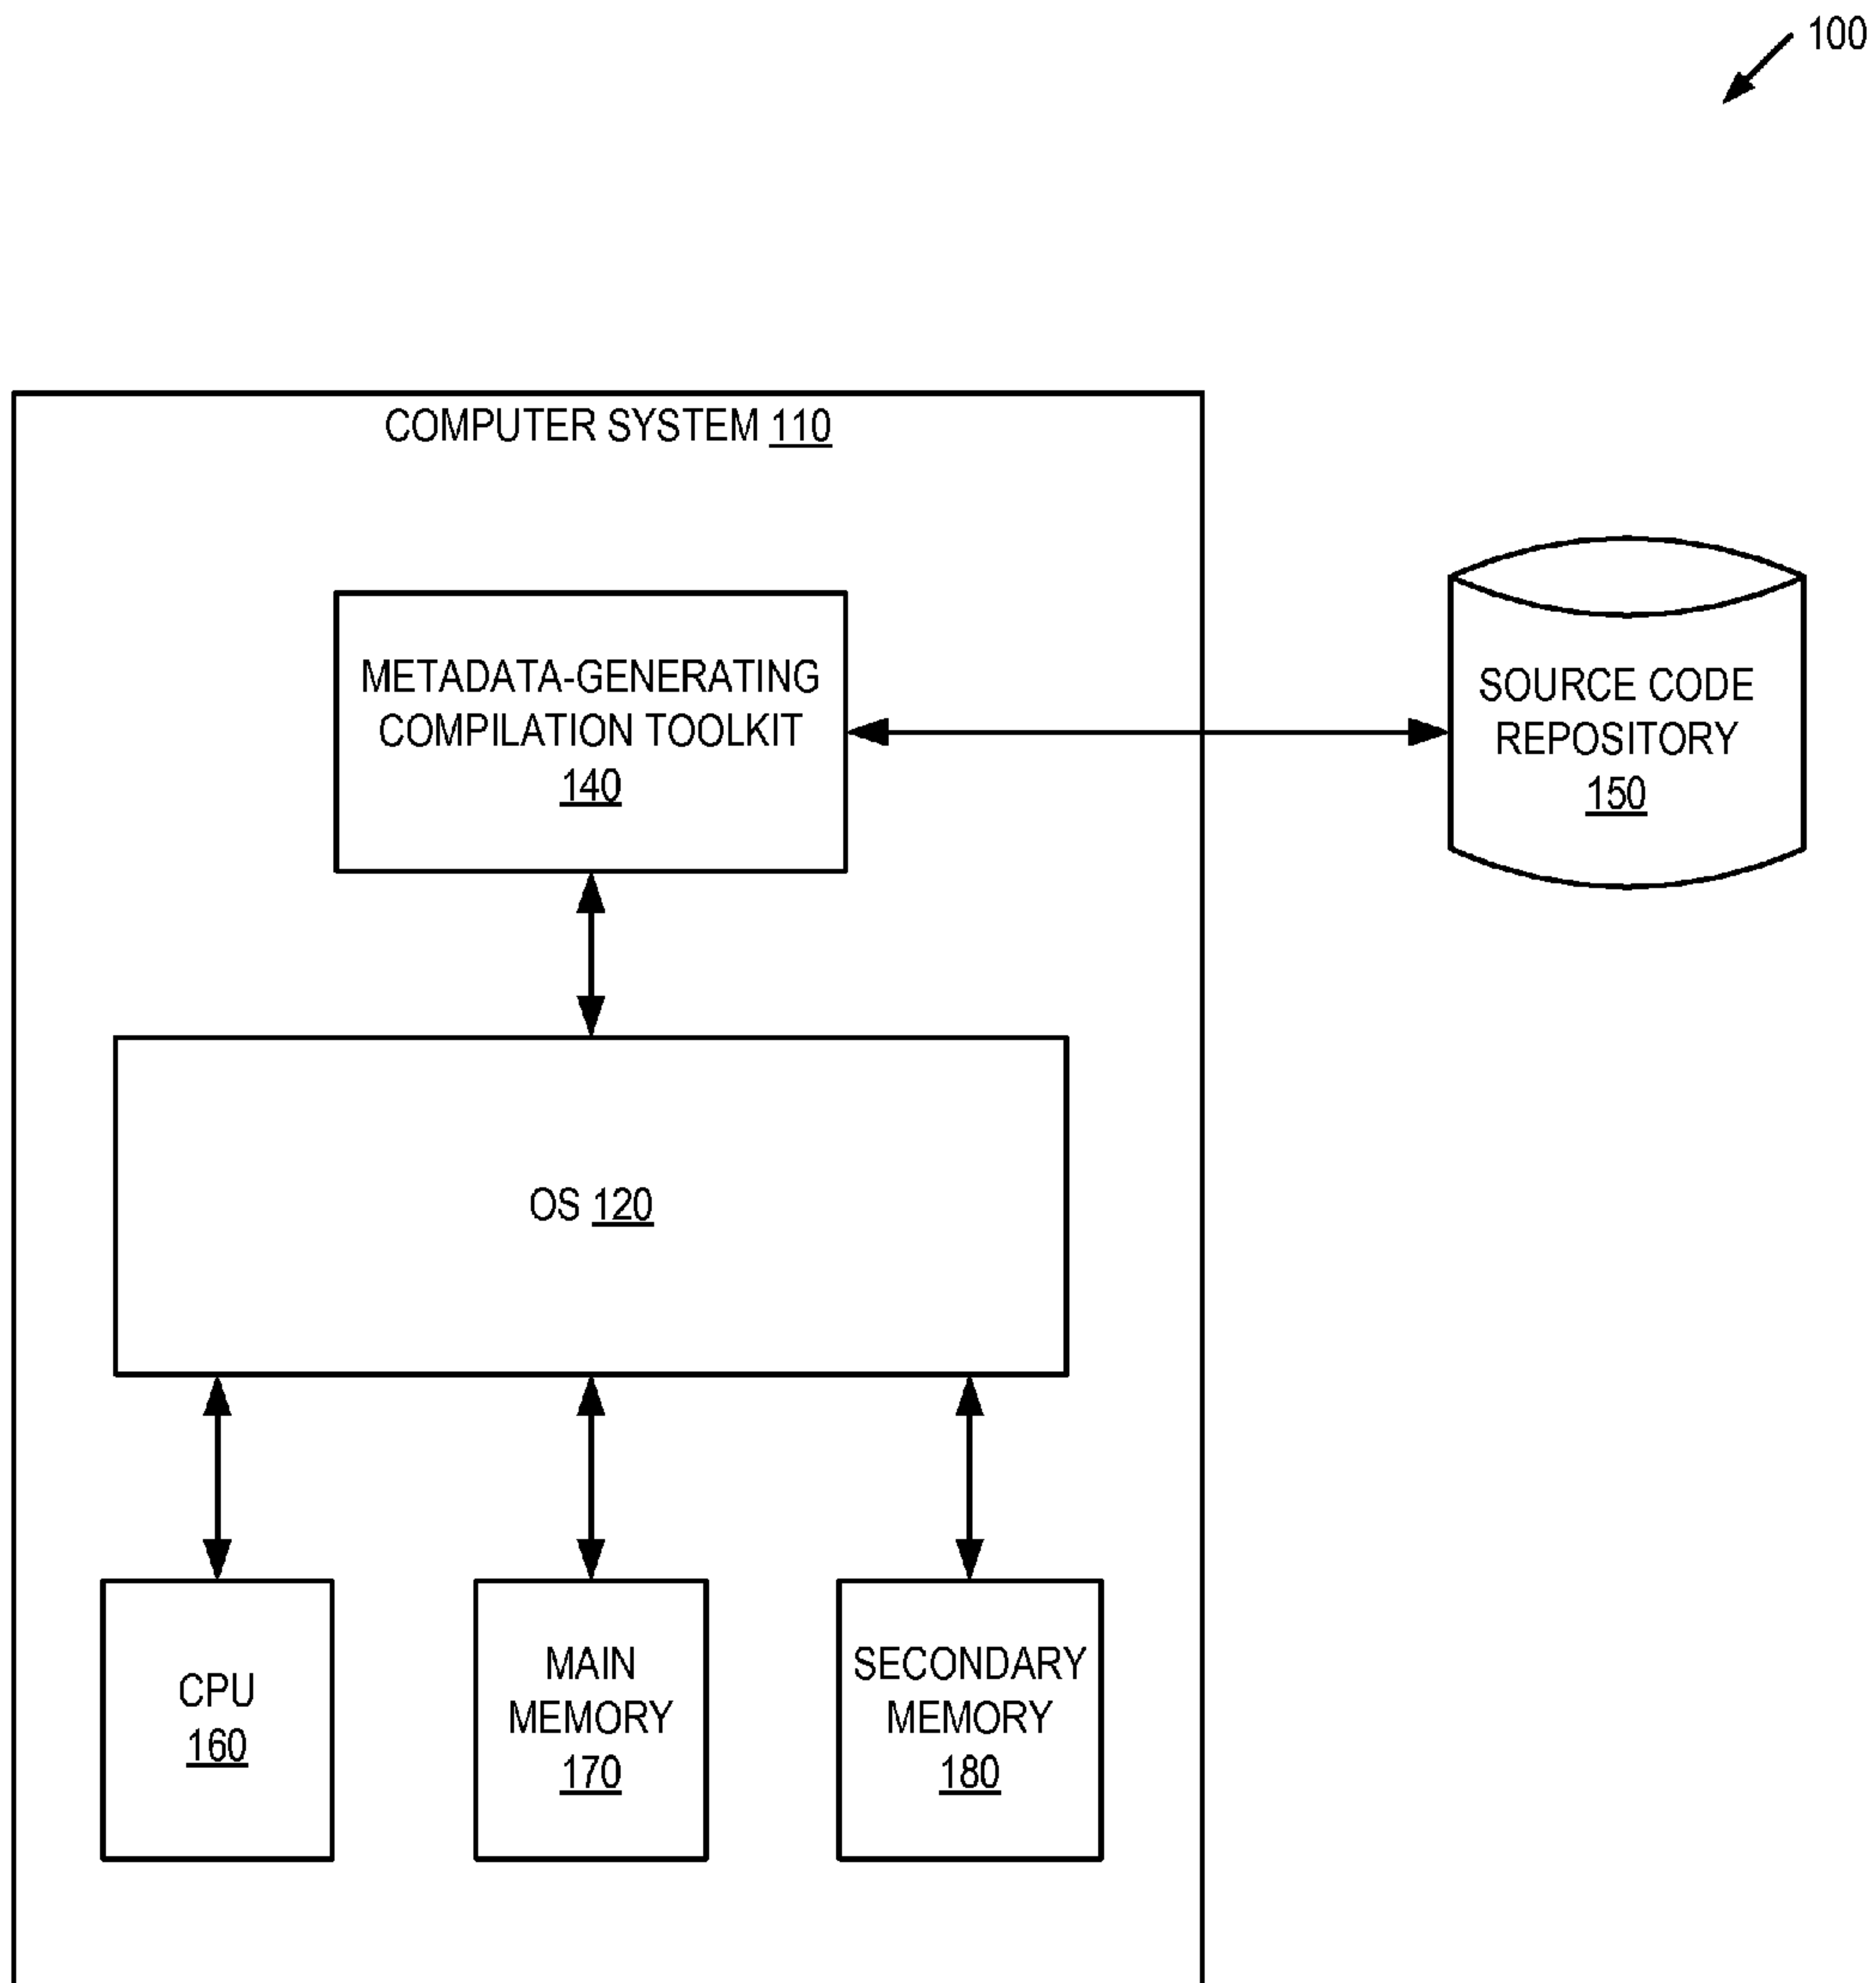 100
COMPUTER SYSTEM 110
METADATA-GENERATING
COMPILATION TOOLKIT
140
SOURCE CODE
REPOSITORY
150
OS 120
CPU
160
MAIN
MEMORY
170
SECONDARY
MEMORY
180